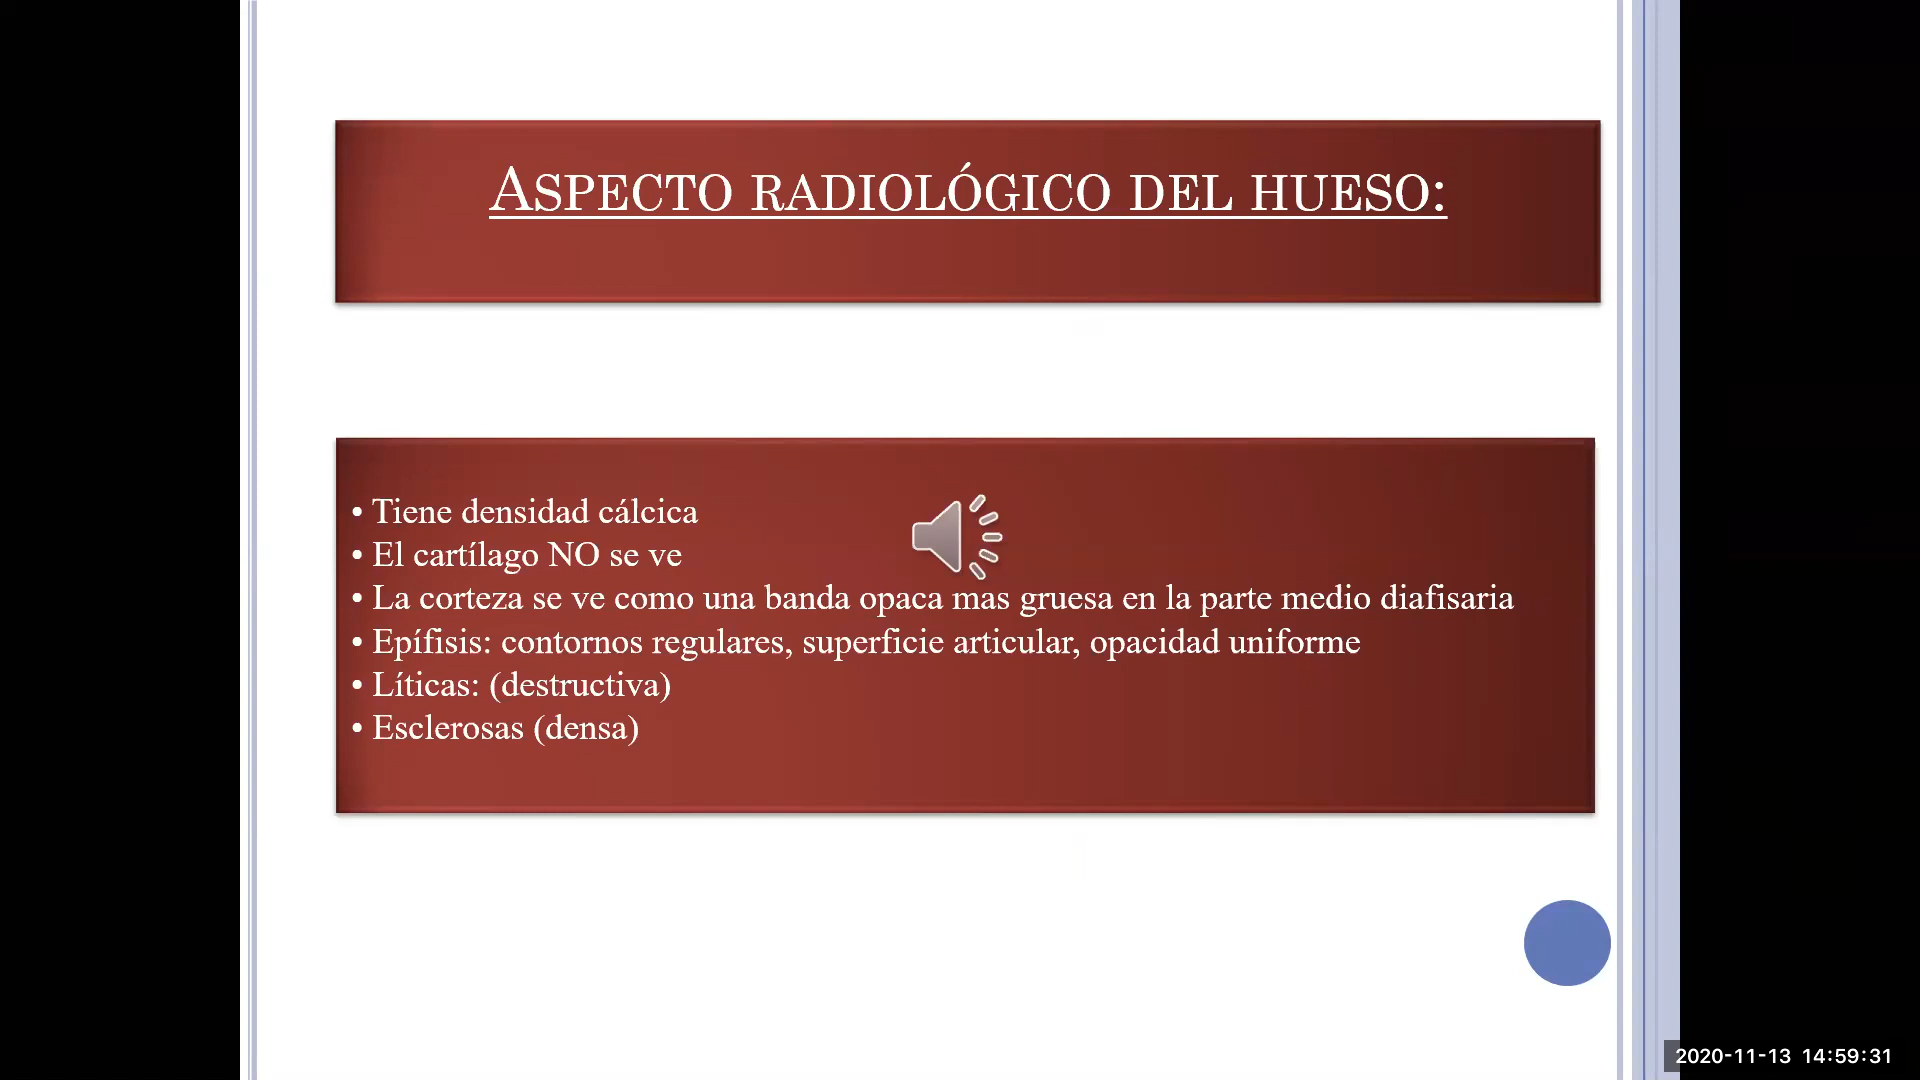 ASPECTO RADIOLÓGICO DEL HUESO:
• Tiene densidad cálcica
• El cartílago NO se ve
• La corteza se ve como una banda opaca mas gruesa en la parte medio diafisaria
• Epífisis: contornos regulares, superficie articular, opacidad uniforme
• Líticas: (destructiva)
• Esclerosas (densa)
2020-11-13 14:59:31